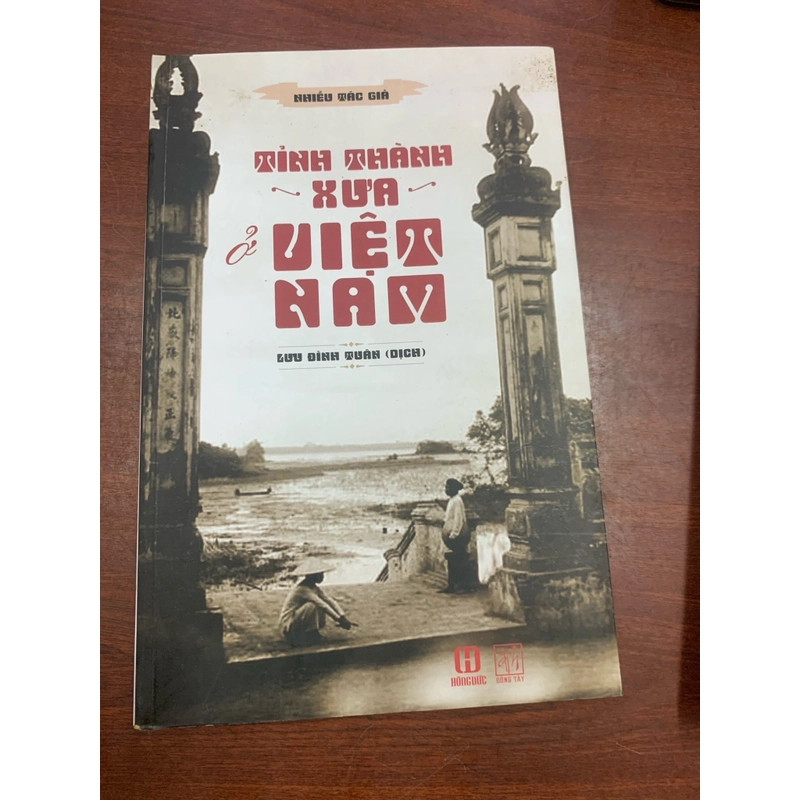 NHIỀU TÁC GIẢ
TỈNH THÀNH
XƯA
ở VIỆT
NAM
LƯU ĐÌNH TUÂN (DỊCH)
H
HỒNG ĐỨC
ĐÔNG TÂY